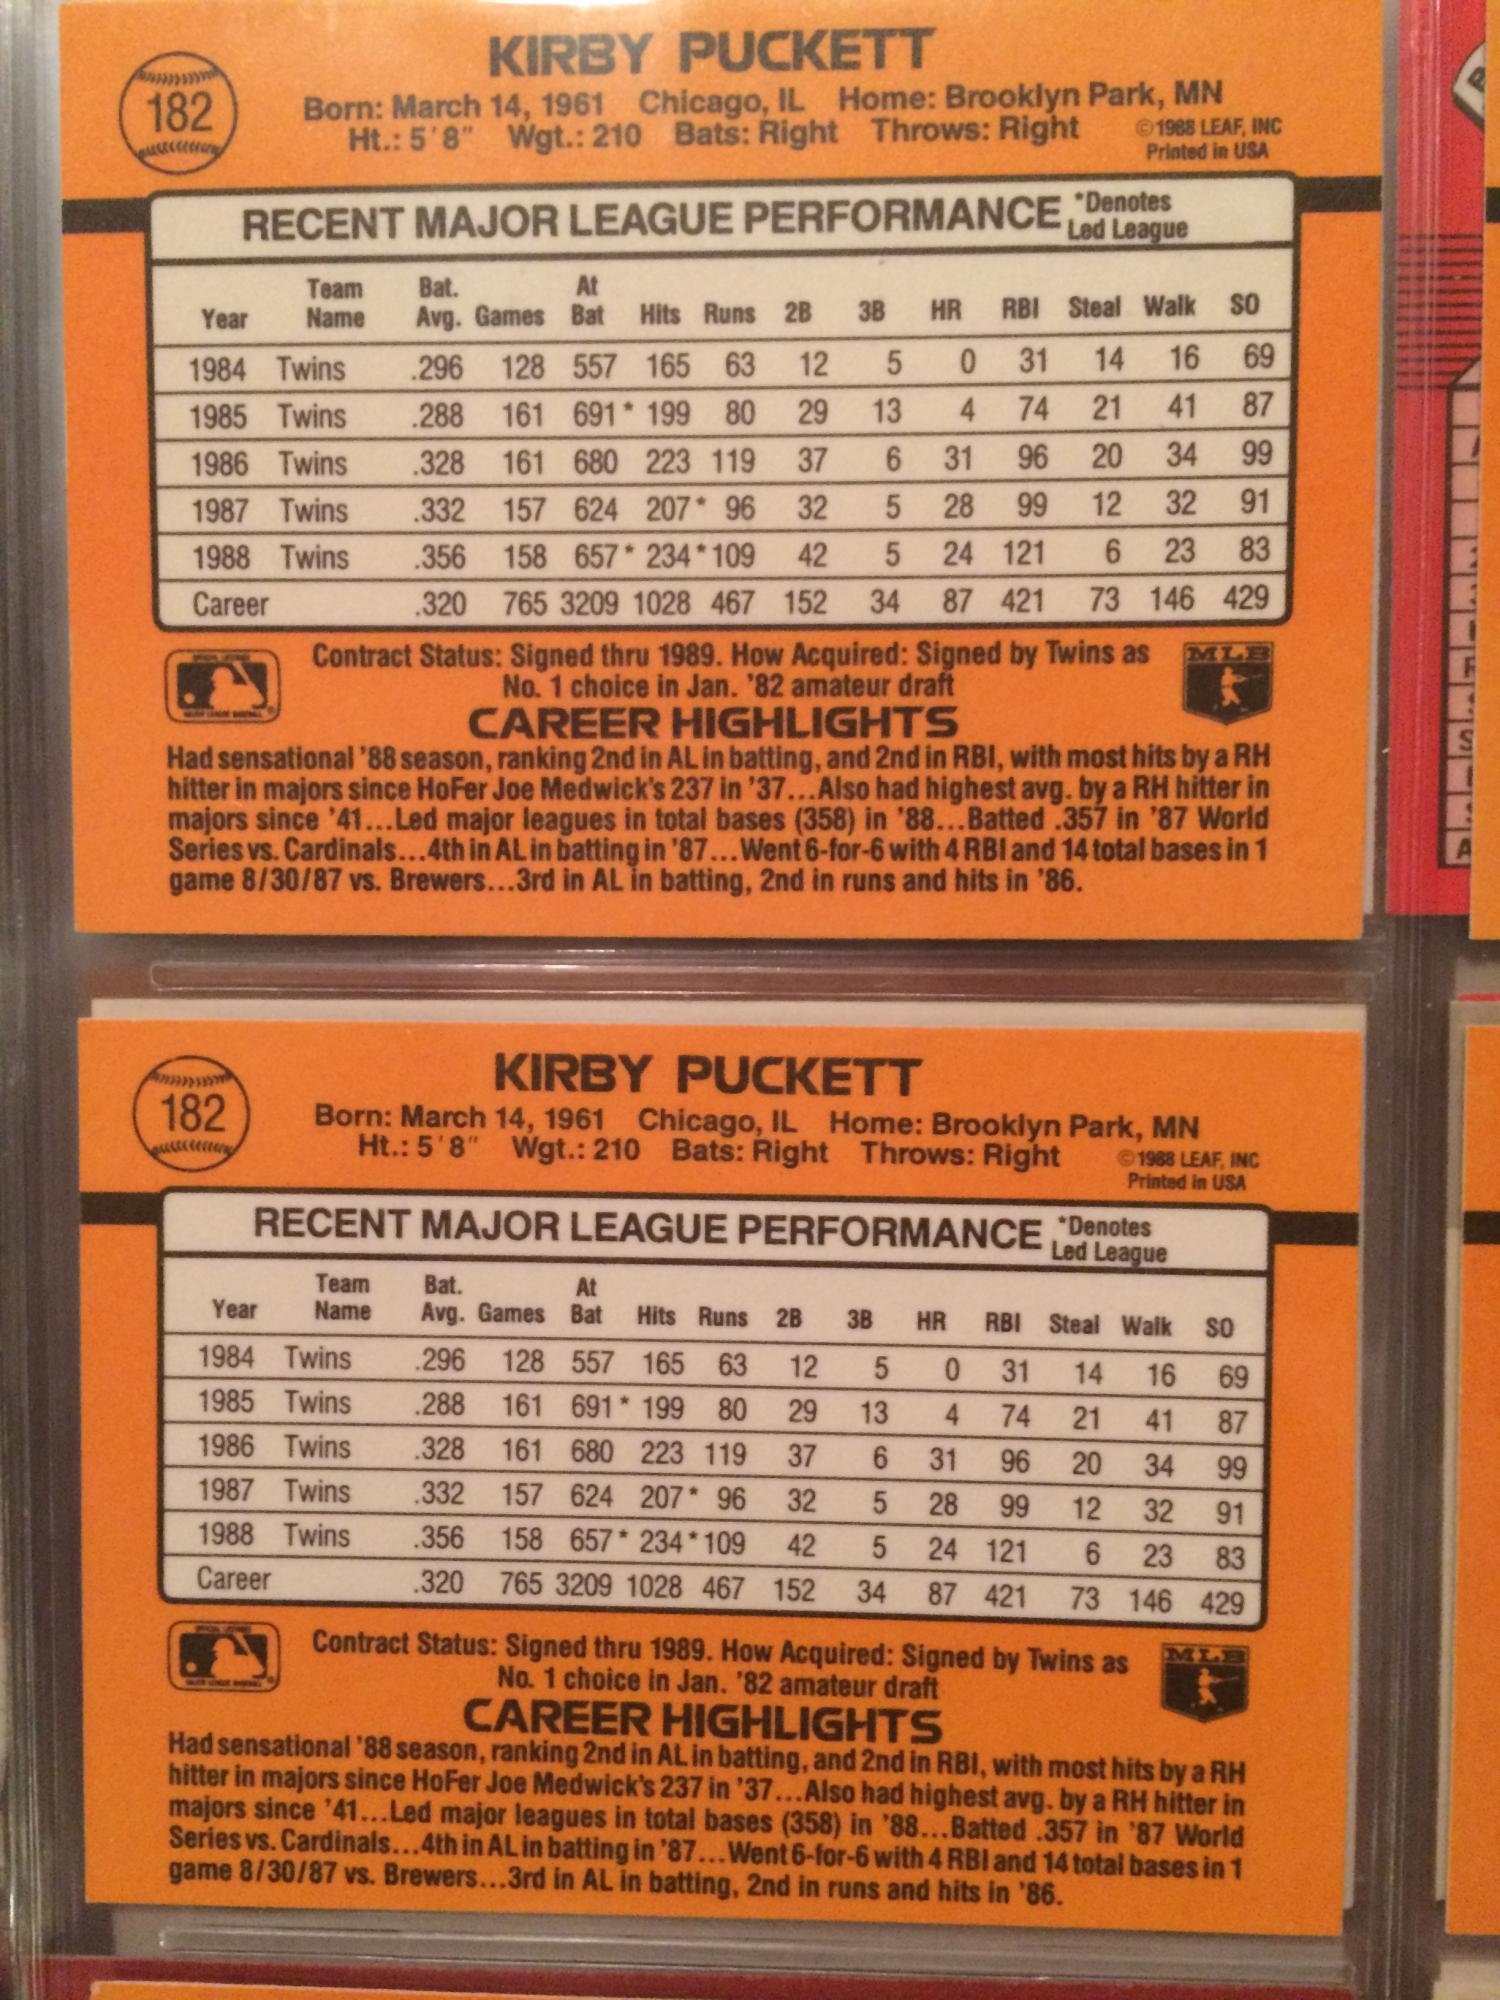 KIRBY PUCKETT
182
Born: March 14, 1961 Chicago, IL Home: Brooklyn Park, MN
Ht.: 5'8" Wgt.: 210 Bats: Right Throws: Right
©1988 LEAF, INC
Printed in USA
RECENT MAJOR LEAGUE PERFORMANCE *Denotes Led League
Year Team Name Bat. Avg. Games At Bat Hits Runs 2B 3B HR RBI Steal Walk SO
1984 Twins .296 128 557 165 63 12 5 0 31 14 16 69
1985 Twins .288 161 691* 199 80 29 13 4 74 21 41 87
1986 Twins .328 161 680 223 119 37 6 31 96 20 34 99
1987 Twins .332 157 624 207* 96 32 5 28 99 12 32 91
1988 Twins .356 158 657* 234* 109 42 5 24 121 6 23 83
Career .320 765 3209 1028 467 152 34 87 421 73 146 429
Contract Status: Signed thru 1989. How Acquired: Signed by Twins as
No. 1 choice in Jan. '82 amateur draft
MLB
CAREER HIGHLIGHTS
Had sensational '88 season, ranking 2nd in AL in batting, and 2nd in RBI, with most hits by a RH
hitter in majors since HoFer Joe Medwick's 237 in '37...Also had highest avg. by a RH hitter in
majors since '41...Led major leagues in total bases (358) in '88...Batted .357 in '87 World
Series vs. Cardinals...4th in AL in batting in '87...Went 6-for-6 with 4 RBI and 14 total bases in 1
game 8/30/87 vs. Brewers...3rd in AL in batting, 2nd in runs and hits in '86.
KIRBY PUCKETT
182
Born: March 14, 1961 Chicago, IL Home: Brooklyn Park, MN
Ht.: 5'8" Wgt.: 210 Bats: Right Throws: Right
©1988 LEAF, INC
Printed in USA
RECENT MAJOR LEAGUE PERFORMANCE *Denotes Led League
Year Team Name Bat. Avg. Games At Bat Hits Runs 2B 3B HR RBI Steal Walk SO
1984 Twins .296 128 557 165 63 12 5 0 31 14 16 69
1985 Twins .288 161 691* 199 80 29 13 4 74 21 41 87
1986 Twins .328 161 680 223 119 37 6 31 96 20 34 99
1987 Twins .332 157 624 207* 96 32 5 28 99 12 32 91
1988 Twins .356 158 657* 234* 109 42 5 24 121 6 23 83
Career .320 765 3209 1028 467 152 34 87 421 73 146 429
Contract Status: Signed thru 1989. How Acquired: Signed by Twins as
No. 1 choice in Jan. '82 amateur draft
MLB
CAREER HIGHLIGHTS
Had sensational '88 season, ranking 2nd in AL in batting, and 2nd in RBI, with most hits by a RH
hitter in majors since HoFer Joe Medwick's 237 in '37...Also had highest avg. by a RH hitter in
majors since '41...Led major leagues in total bases (358) in '88...Batted .357 in '87 World
Series vs. Cardinals...4th in AL in batting in '87...Went 6-for-6 with 4 RBI and 14 total bases in 1
game 8/30/87 vs. Brewers...3rd in AL in batting, 2nd in runs and hits in '86.